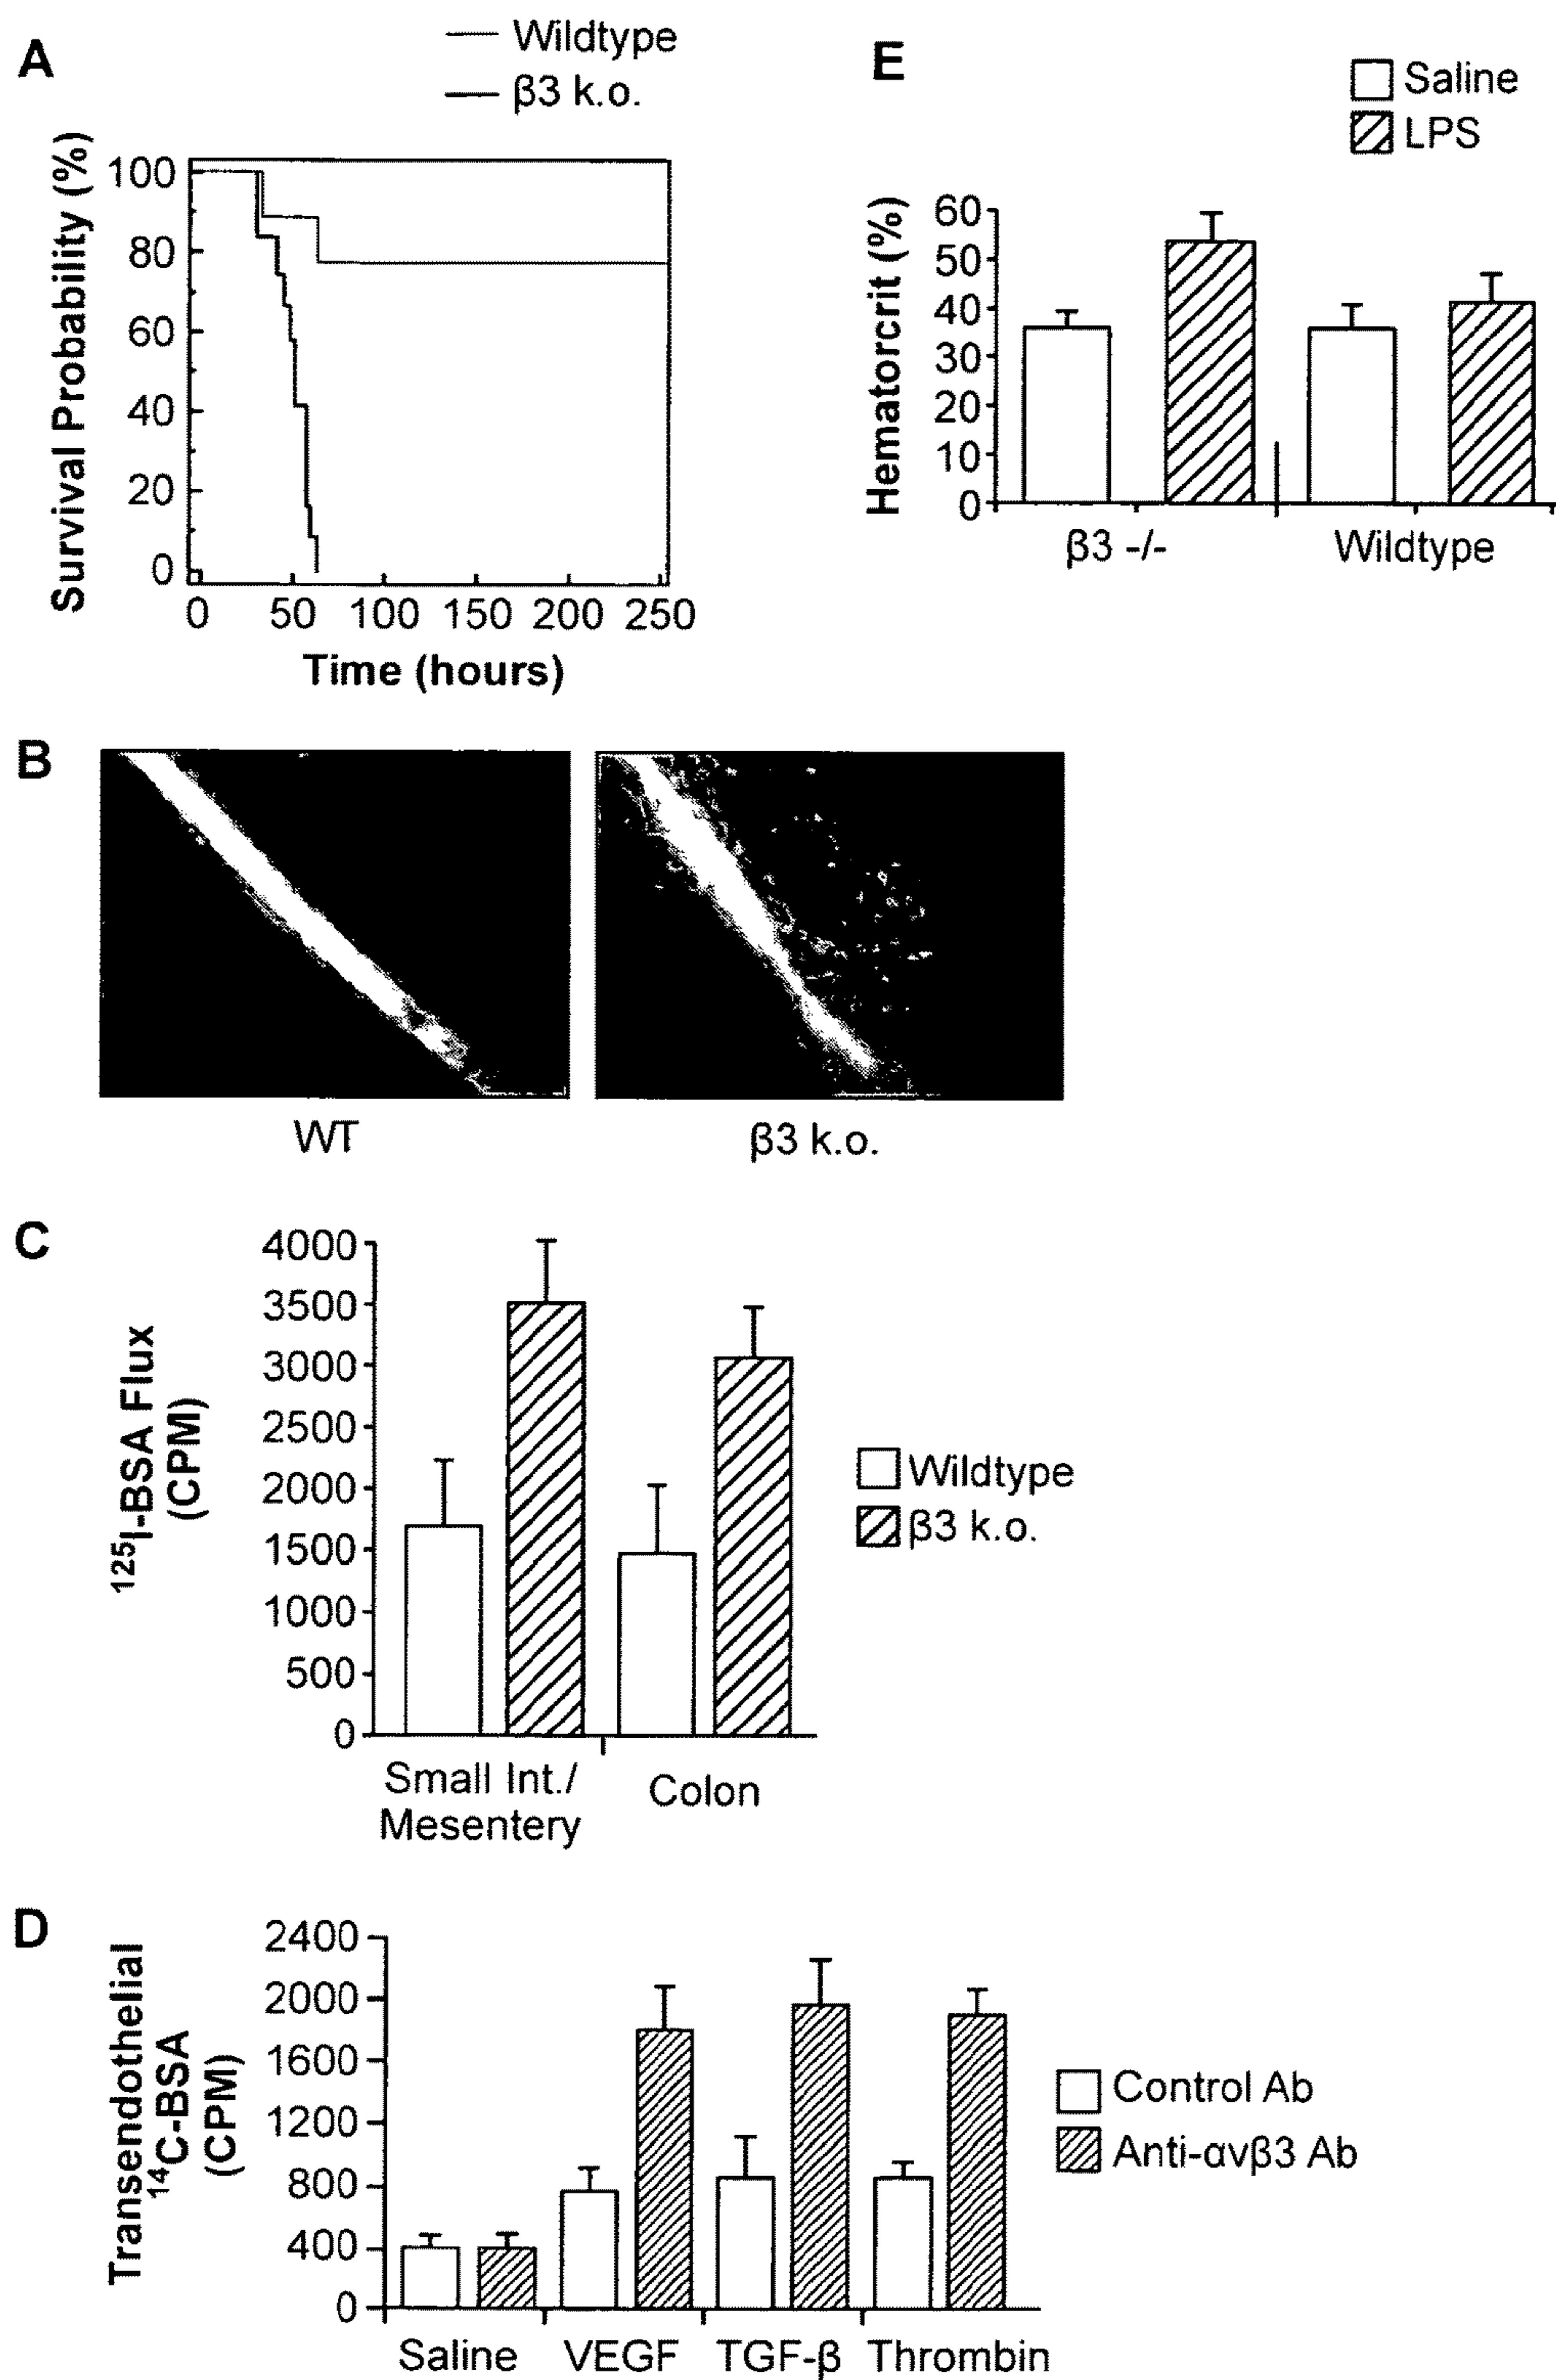 A
Wildtype
β3 k.o.
Survival Probability (%)
100
80
60
40
20
0
0 50 100 150 200 250
Time (hours)
E
Saline
LPS
Hematorcrit (%)
60
50
40
30
20
10
0
β3 -/- Wildtype
B
WT
β3 k.o.
C
¹²⁵I-BSA Flux
(CPM)
4000
3500
3000
2500
2000
1500
1000
500
0
Wildtype
β3 k.o.
Small Int./
Mesentery
Colon
D
Transendothelial
¹⁴C-BSA
(CPM)
2400
2000
1600
1200
800
400
0
Control Ab
Anti-αvβ3 Ab
Saline VEGF TGF-β Thrombin